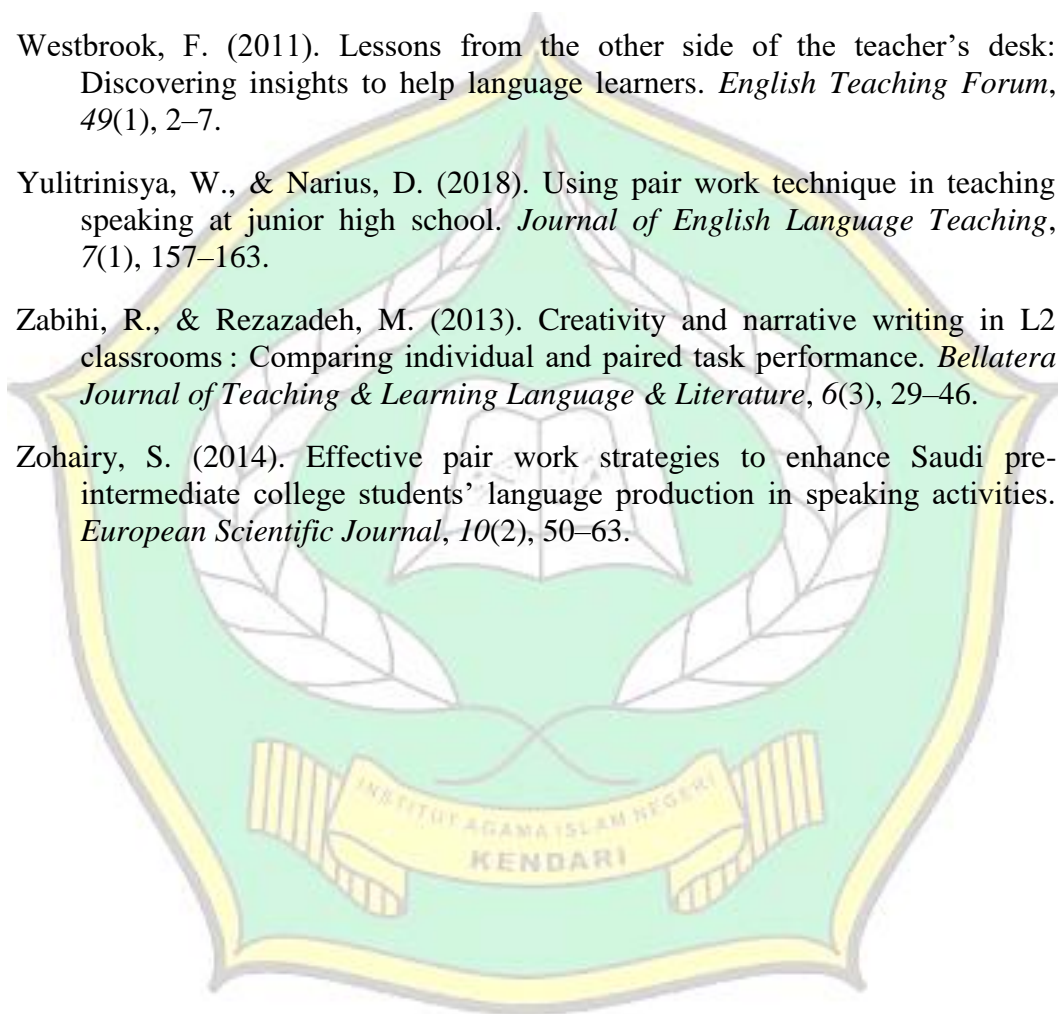 Westbrook, F. (2011). Lessons from the other side of the teacher’s desk:
Discovering insights to help language learners. English Teaching Forum,
49(1), 2–7.
Yulitrinisya, W., & Narius, D. (2018). Using pair work technique in teaching
speaking at junior high school. Journal of English Language Teaching,
7(1), 157–163.
Zabihi, R., & Rezazadeh, M. (2013). Creativity and narrative writing in L2
classrooms : Comparing individual and paired task performance. Bellatera
Journal of Teaching & Learning Language & Literature, 6(3), 29–46.
Zohairy, S. (2014). Effective pair work strategies to enhance Saudi pre-
intermediate college students’ language production in speaking activities.
European Scientific Journal, 10(2), 50–63.
INSTITUT AGAMA ISLAM NEGERI
KENDARI